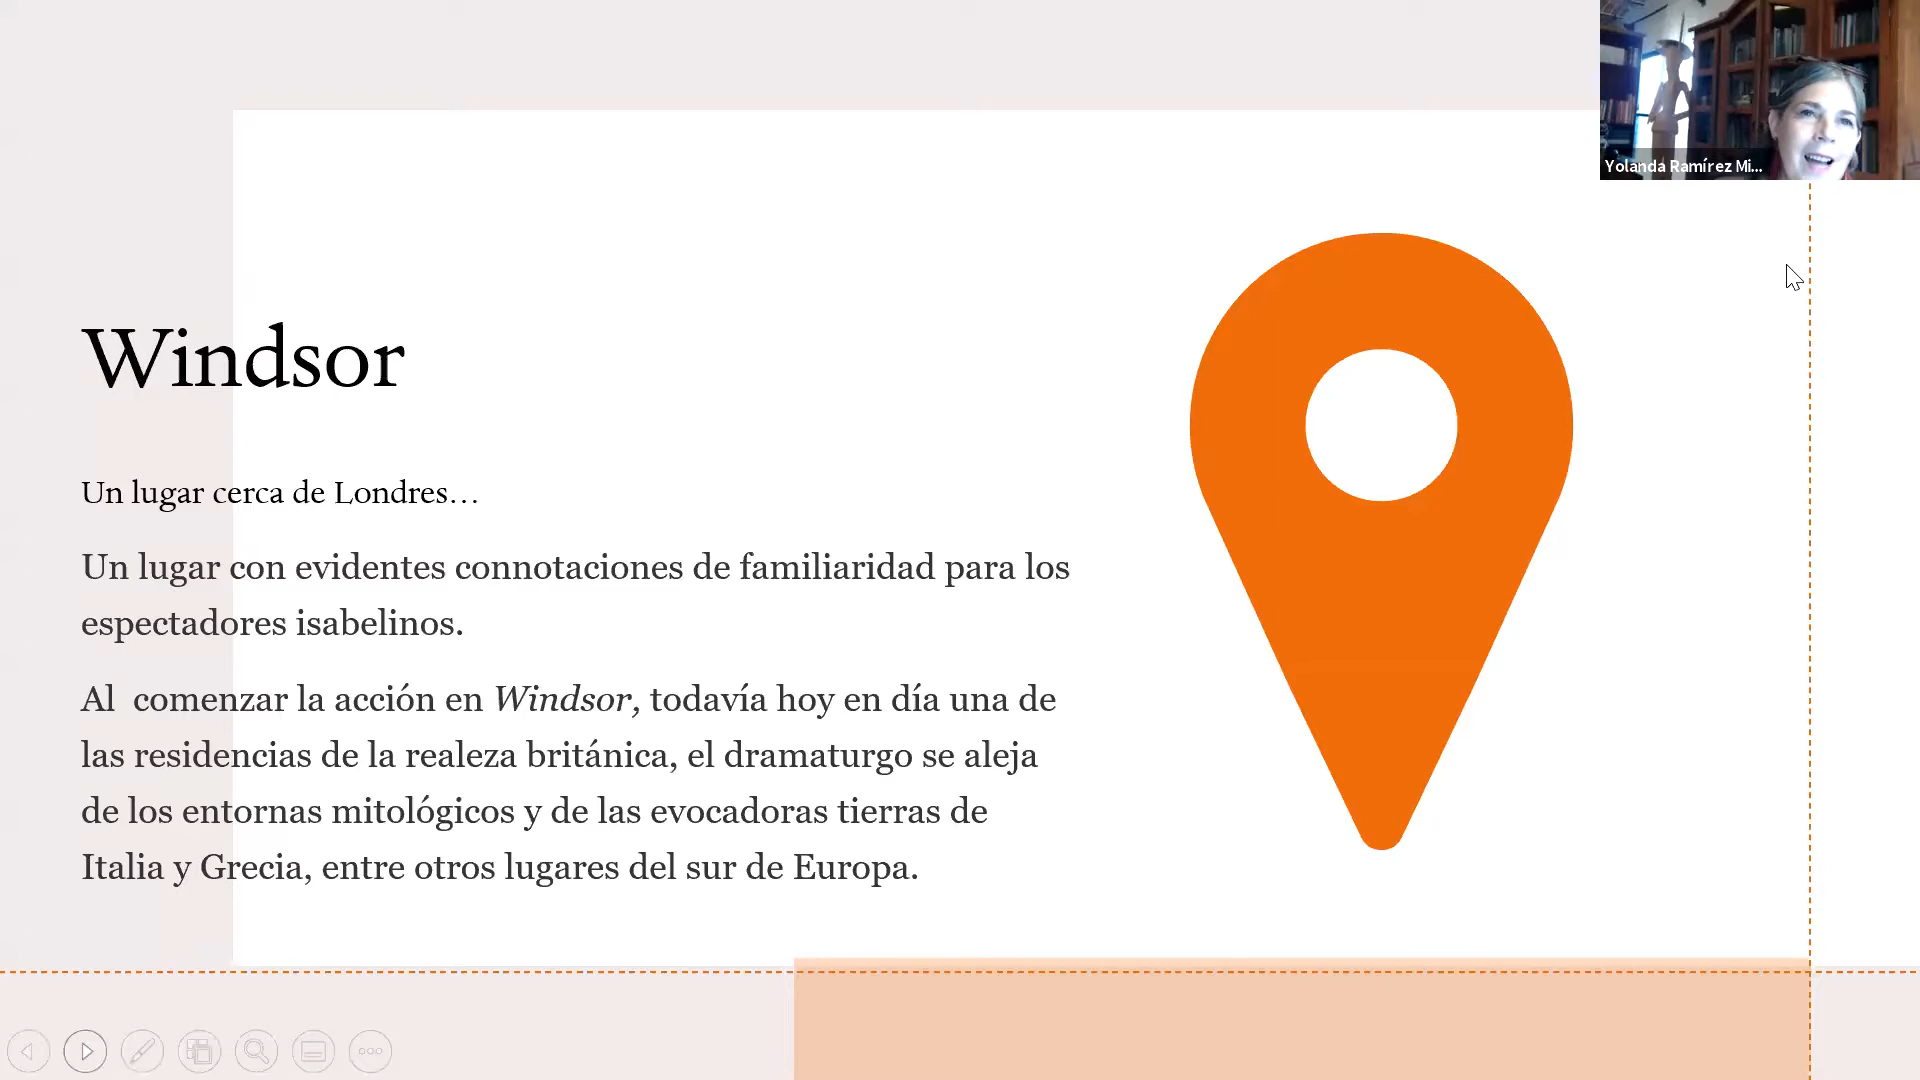 Yolanda Ramírez Mi...
Windsor
Un lugar cerca de Londres...
Un lugar con evidentes connotaciones de familiaridad para los
espectadores isabelinos.
Al comenzar la acción en Windsor, todavía hoy en día una de
las residencias de la realeza británica, el dramaturgo se aleja
de los entornas mitológicos y de las evocadoras tierras de
Italia y Grecia, entre otros lugares del sur de Europa.